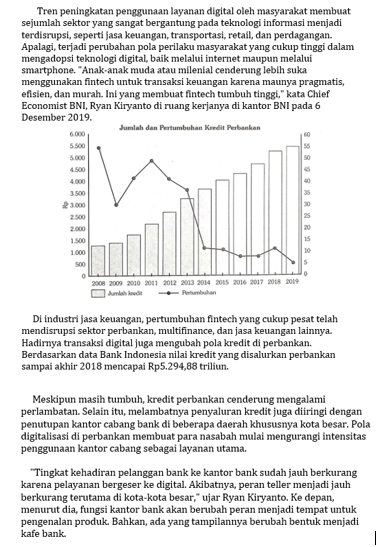 Tren peningkatan penggunaan layanan digital oleh masyarakat membuat
sejumlah sektor yang sangat bergantung pada teknologi informasi menjadi
terdisrupsi, seperti jasa keuangan, transportasi, retail, dan perdagangan.
Apalagi, terjadi perubahan pola perilaku masyarakat yang cukup tinggi dalam
mengadopsi teknologi digital, baik melalui internet maupun melalui
smartphone. "Anak-anak muda atau milenial cenderung lebih suka
menggunakan fintech untuk transaksi keuangan karena maunya pragmatis,
efisien, dan murah. Ini yang membuat fintech tumbuh tinggi," kata Chief
Economist BNI, Ryan Kiryanto di ruang kerjanya di kantor BNI pada 6
Desember 2019.
Jumlah dan Pertumbuhan Kredit Perbankan
6.000 60
5.500 55
5.000 50
4.500 45
4.000 40
3.500 35
3.000 30
2.500 25
2.000 20
1.500 15
1.000 10
500 5
0 0
Rp
2008 2009 2010 2011 2012 2013 2014 2015 2016 2017 2018 2019
Jumlah kredit Pertumbuhan
Di industri jasa keuangan, pertumbuhan fintech yang cukup pesat telah
mendisrupsi sektor perbankan, multifinance, dan jasa keuangan lainnya.
Hadirnya transaksi digital juga mengubah pola kredit di perbankan.
Berdasarkan data Bank Indonesia nilai kredit yang disalurkan perbankan
sampai akhir 2018 mencapai Rp5.294,88 triliun.
Meskipun masih tumbuh, kredit perbankan cenderung mengalami
perlambatan. Selain itu, melambatnya penyaluran kredit juga diiringi dengan
penutupan kantor cabang bank di beberapa daerah khususnya kota besar. Pola
digitalisasi di perbankan membuat para nasabah mulai mengurangi intensitas
penggunaan kantor cabang sebagai layanan utama.
"Tingkat kehadiran pelanggan bank ke kantor bank sudah jauh berkurang
karena pelayanan bergeser ke digital. Akibatnya, peran teller menjadi jauh
berkurang terutama di kota-kota besar," ujar Ryan Kiryanto. Ke depan,
menurut dia, fungsi kantor bank akan berubah peran menjadi tempat untuk
pengenalan produk. Bahkan, ada yang tampilannya berubah bentuk menjadi
kafe bank.